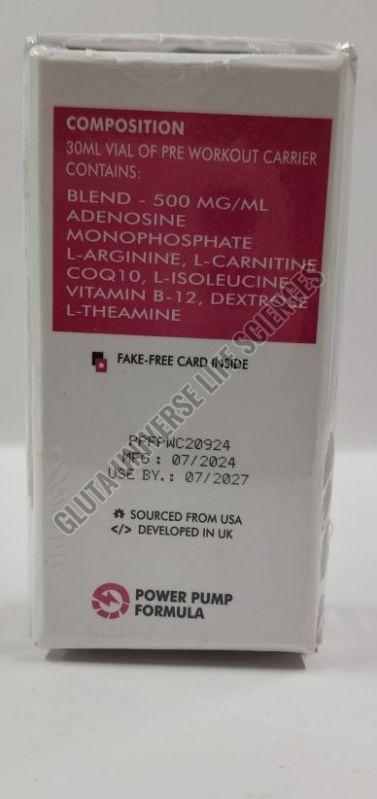 COMPOSITION
30ML VIAL OF PRE WORKOUT CARRIER
CONTAINS:
BLEND - 500 MG/ML
ADENOSINE
MONOPHOSPHATE
L-ARGININE, L-CARNITINE
COQ10, L-ISOLEUCINE,
VITAMIN B-12, DEXTROSE
L-THEAMINE
FAKE-FREE CARD INSIDE
PPFPWC20924
MFG : 07/2024
USE BY.: 07/2027
SOURCED FROM USA
</> DEVELOPED IN UK
POWER PUMP
FORMULA
GLUTA UNIVERSE LIFE SCIENCES